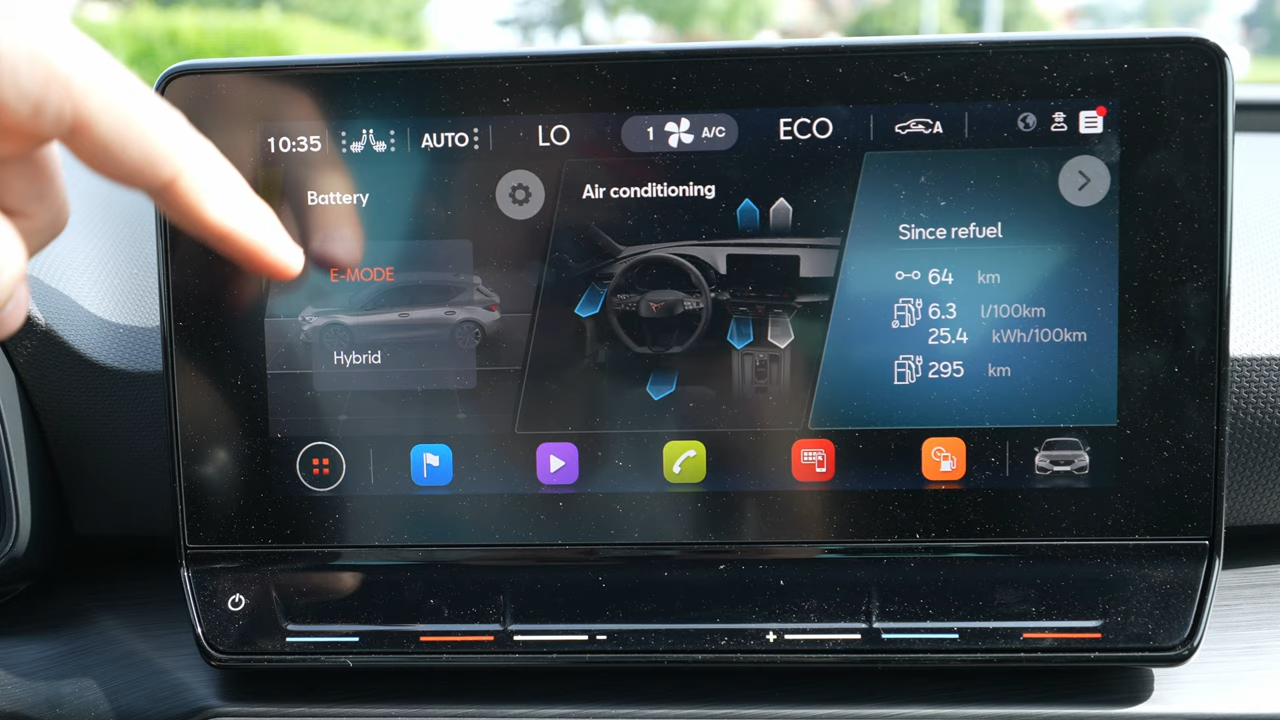 10:35 AUTO LO 1 A/C ECO A
Battery
Air conditioning
Since refuel
E-MODE
64 km
6.3 l/100km
25.4 kWh/100km
Hybrid
295 km